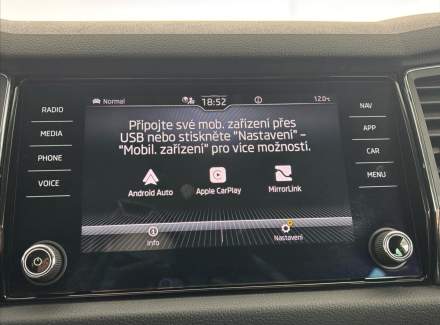 RADIO
MEDIA
PHONE
VOICE
Normal
18:52
12.0°C
Připojte své mob. zařízení přes
USB nebo stiskněte "Nastavení" –
"Mobil. zařízení" pro více možností.
Android Auto
Apple CarPlay
MirrorLink
Info
Nastavení
NAV
APP
CAR
MENU